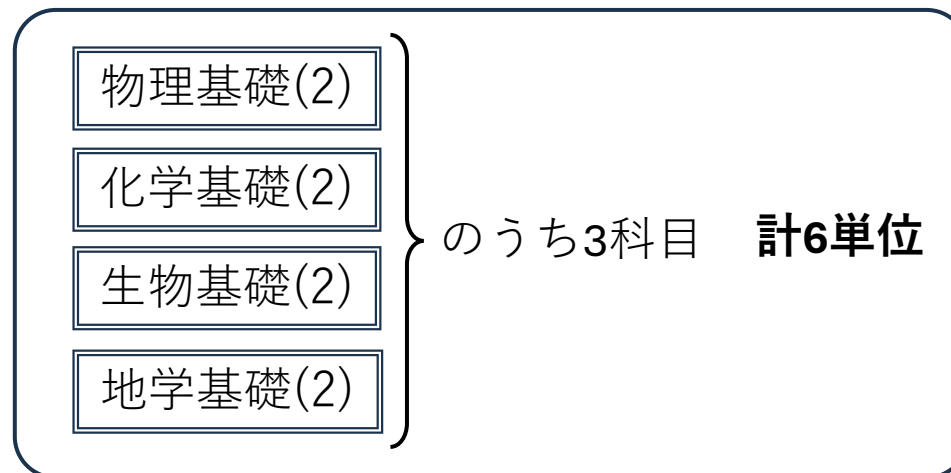 物理基礎(2)
化学基礎(2)
生物基礎(2)
地学基礎(2)
のうち3科目　計6単位